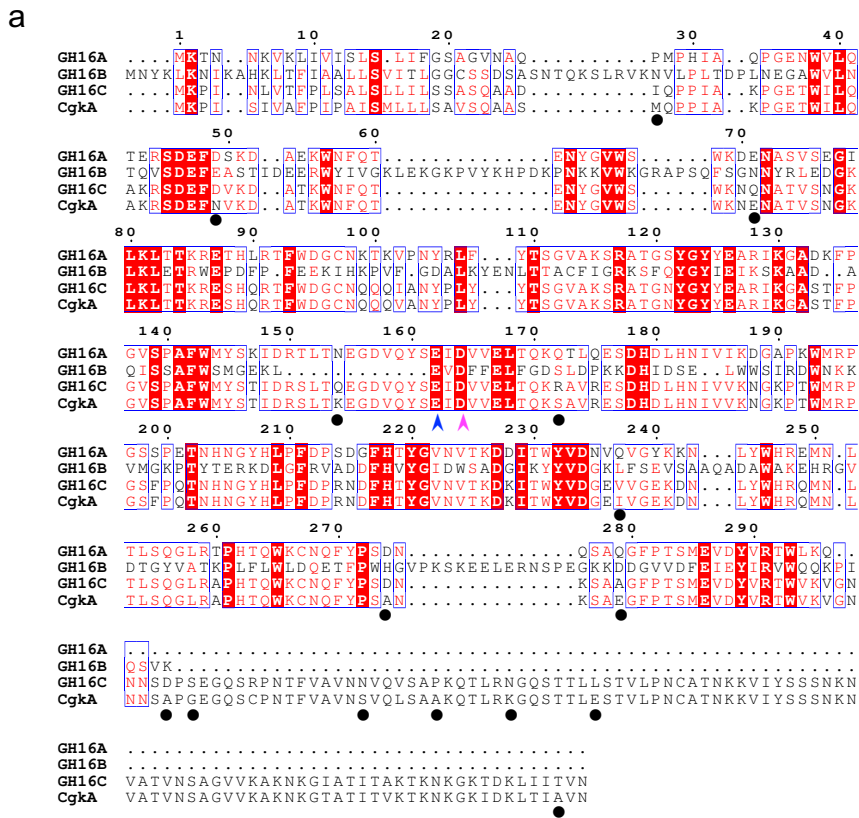 a
1 10 20 30 40
GH16A ....MKTN..NKVKLIVISLS.LIFGSAGVNAQ..........PMPHIA..QPGENWVLQ
GH16B MNYKLKNIKAHKLTFIAALLSVITLGGCSSDSASNTQKSLRVKNVLPLTDPLNEGAWVLN
GH16C ....MKPI..NLVTFPLSALSLLILSSASQAAD..........IQPPIA..KPGETWILQ
CgkA ....MKPI..SIVAFPIPAISMLLLSAVSQAAS..........MQPPIA..KPGETWILQ
50 60 70
GH16A TERSDEFDSKD..AEKWNFQT..............ENYGVWS......WKDENASVSEGI
GH16B TQVSDEFEASTIDEERWYIVGKLEKGKPVYKHPDKPNKKVWKGRAPSQFSGNNYRLEDGK
GH16C AKRSDEFDVKD..ATKWNFQT..............ENYGVWS......WKNQNATVSNGK
CgkA AKRSDEFNVKD..ATKWNFQT..............ENYGVWS......WKNENATVSNGK
80 90 100 110 120 130
GH16A LKLTTKRETHLRTFWDGCNKTKVPNYRLF...YTSGVAKSRATGSYGYYEARIKGADKFP
GH16B LKLETRWEPDFP.FEEKIHKPVF.GDALKYENLTTACFIGRKSFQYGYIEIKSKAAD..A
GH16C LKLTTKRESHQRTFWDGCNQQQIANYPLY...YTSGVAKSRATGNYGYYEARIKGASTFP
CgkA LKLTTKRESHQRTFWDGCNQQQVANYPLY...YTSGVAKSRATGNYGYYEARIKGASTFP
140 150 160 170 180 190
GH16A GVSPAFWMYSKIDRTLTNEGDVQYSEIDVVELTQKQTLQESDHDLHNIVIKDGAPKWMRP
GH16B QISSAFWSMGEKL............EVDFFELFGDSLDPKKDHIDSE..LWWSIRDWNKK
GH16C GVSPAFWMYSTIDRSLTQEGDVQYSEIDVVELTQKRAVRESDHDLHNIVVKNGKPTWMRP
CgkA GVSPAFWMYSTIDRSLTKEGDVQYSEIDVVELTQKSAVRESDHDLHNIVVKNGKPTWMRP
200 210 220 230 240 250
GH16A GSSPETNHNGYHLPFDPSDGFHTYGVNVTKDDITWYVDNVQVGYKKN...LYWHREMN.L
GH16B VMGKPTYTERKDLGFRVADDFHVYGIDWSADGIKYYVDGKLFSEVSAAQADAWAKEHRGV
GH16C GSFPQTNHNGYHLPFDPRNDFHTYGVNVTKDKITWYVDGEVVGEKDN...LYWHRQMN.L
CgkA GSFPQTNHNGYHLPFDPRNDFHTYGVNVTKDKITWYVDGEIVGEKDN...LYWHRQMN.L
260 270 280 290
GH16A TLSQGLRTPHTQWKCNQFYPSDN..............QSAQGFPTSMEVDYVRTWLKQ..
GH16B DTGYVATKPLFLWLDQETFPWHGVPKSKEELERNSPEGKKDDGVVDFEIEYIRVWQQKPI
GH16C TLSQGLRAPHTQWKCNQFYPSDN..............KSAAGFPTSMEVDYVRTWVKVGN
CgkA TLSQGLRAPHTQWKCNQFYPSAN..............KSAEGFPTSMEVDYVRTWVKVGN
GH16A ............................................................
GH16B QSVK........................................................
GH16C NNSDPSEGQSRPNTFVAVNNVQVSAPKQTLRNGQSTTLLSTVLPNCATNKKVIYSSSNKN
CgkA NNSAPGEGQSCPNTFVAVNSVQLSAAKQTLRKGQSTTLESTVLPNCATNKKVIYSSSNKN
GH16A ......................................
GH16B ......................................
GH16C VATVNSAGVVKAKNKGIATITAKTKNKGKTDKLIITVN
CgkA VATVNSAGVVKAKNKGTATITVKTKNKGKIDKLTIAVN